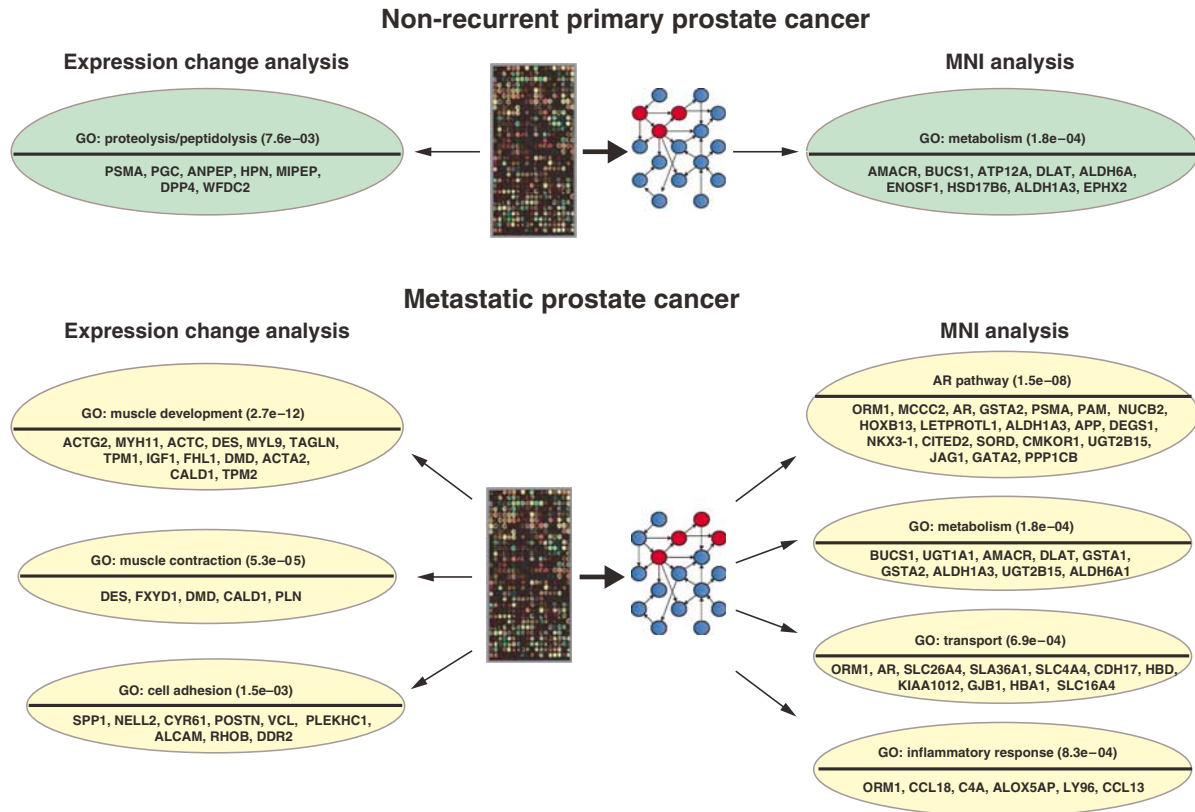 Non-recurrent primary prostate cancer
Expression change analysis
MNI analysis
GO: proteolysis/peptidolysis (7.6e–03)
PSMA, PGC, ANPEP, HPN, MIPEP,
DPP4, WFDC2
GO: metabolism (1.8e–04)
AMACR, BUCS1, ATP12A, DLAT, ALDH6A,
ENOSF1, HSD17B6, ALDH1A3, EPHX2
Metastatic prostate cancer
Expression change analysis
MNI analysis
GO: muscle development (2.7e–12)
ACTG2, MYH11, ACTC, DES, MYL9, TAGLN,
TPM1, IGF1, FHL1, DMD, ACTA2,
CALD1, TPM2
GO: muscle contraction (5.3e–05)
DES, FXYD1, DMD, CALD1, PLN
GO: cell adhesion (1.5e–03)
SPP1, NELL2, CYR61, POSTN, VCL, PLEKHC1,
ALCAM, RHOB, DDR2
AR pathway (1.5e–08)
ORM1, MCCC2, AR, GSTA2, PSMA, PAM, NUCB2,
HOXB13, LETPROTL1, ALDH1A3, APP, DEGS1,
NKX3-1, CITED2, SORD, CMKOR1, UGT2B15,
JAG1, GATA2, PPP1CB
GO: metabolism (1.8e–04)
BUCS1, UGT1A1, AMACR, DLAT, GSTA1,
GSTA2, ALDH1A3, UGT2B15, ALDH6A1
GO: transport (6.9e–04)
ORM1, AR, SLC26A4, SLA36A1, SLC4A4, CDH17, HBD,
KIAA1012, GJB1, HBA1, SLC16A4
GO: inflammatory response (8.3e–04)
ORM1, CCL18, C4A, ALOX5AP, LY96, CCL13